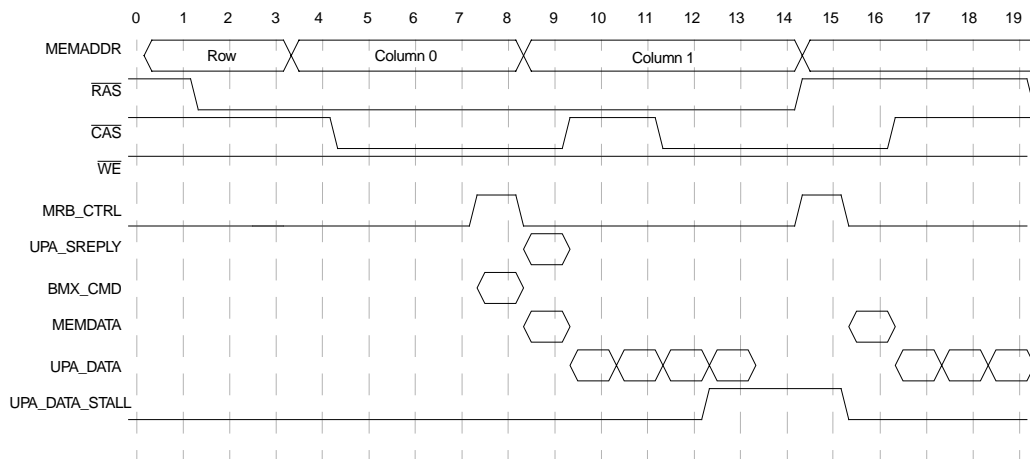 0 1 2 3 4 5 6 7 8 9 10 11 12 13 14 15 16 17 18 19
MEMADDR Row Column 0 Column 1
RAS
CAS
WE
MRB_CTRL
UPA_SREPLY
BMX_CMD
MEMDATA
UPA_DATA
UPA_DATA_STALL